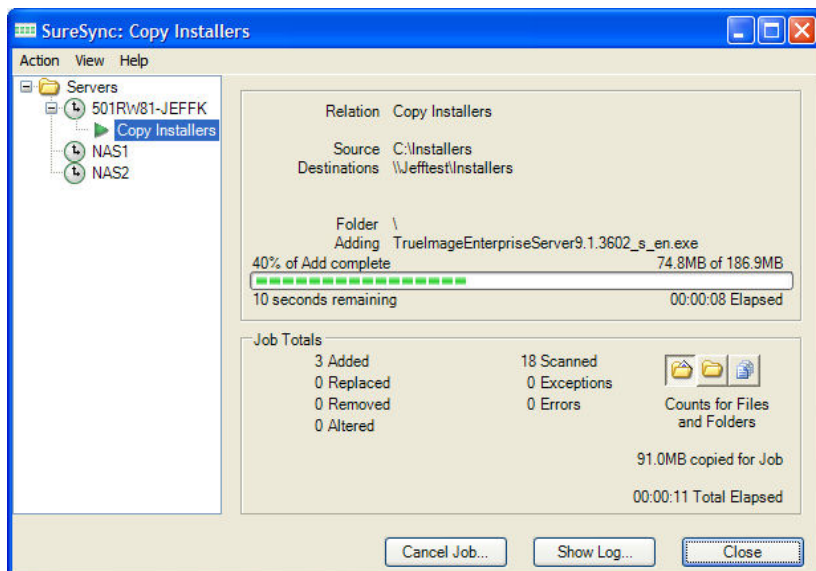 SureSync: Copy Installers
Action View Help
Servers
501RW81-JEFFK
Copy Installers
NAS1
NAS2
Relation Copy Installers
Source C:\Installers
Destinations \\Jefftest\Installers
Folder \
Adding TrueImageEnterpriseServer9.1.3602_s_en.exe
40% of Add complete 74.8MB of 186.9MB
10 seconds remaining 00:00:08 Elapsed
Job Totals
3 Added 18 Scanned
0 Replaced 0 Exceptions
0 Removed 0 Errors
0 Altered
Counts for Files
and Folders
91.0MB copied for Job
00:00:11 Total Elapsed
Cancel Job... Show Log... Close